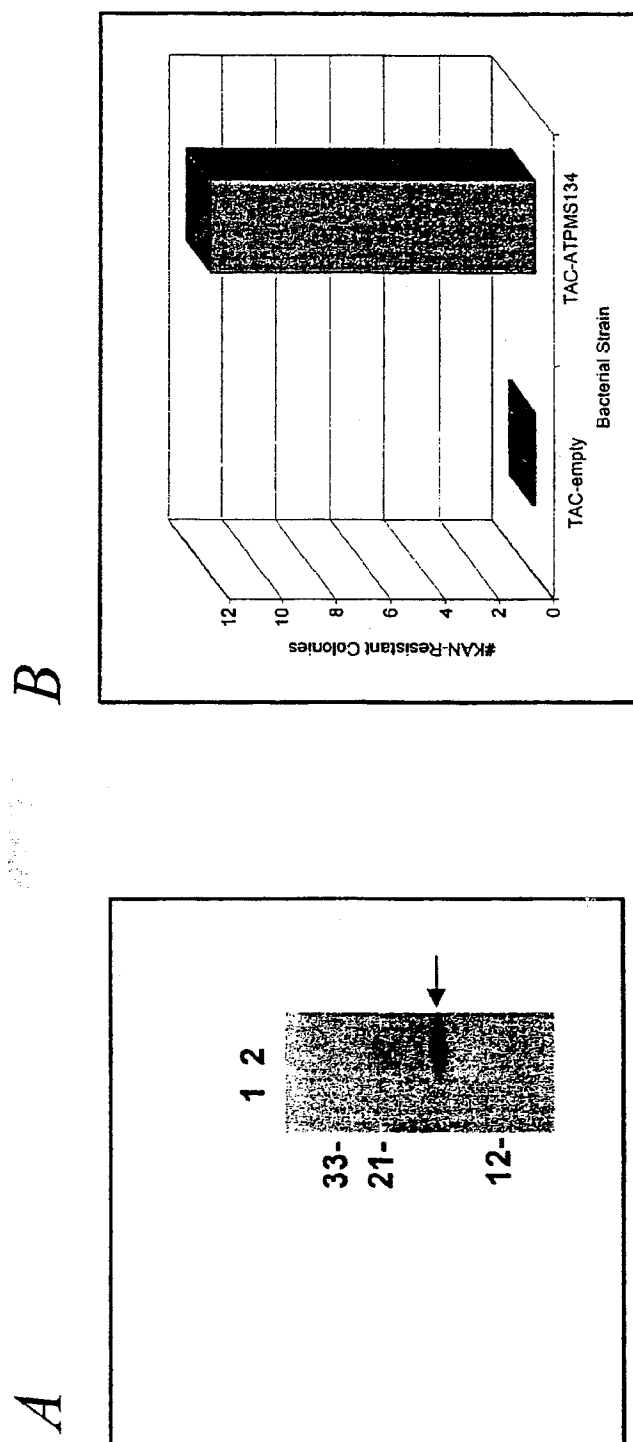 A
1 2
33-
21-
12-
B
#KAN-Resistant Colonies
12
10
8
6
4
2
0
TAC-empty
TAC-ATPMS134
Bacterial Strain